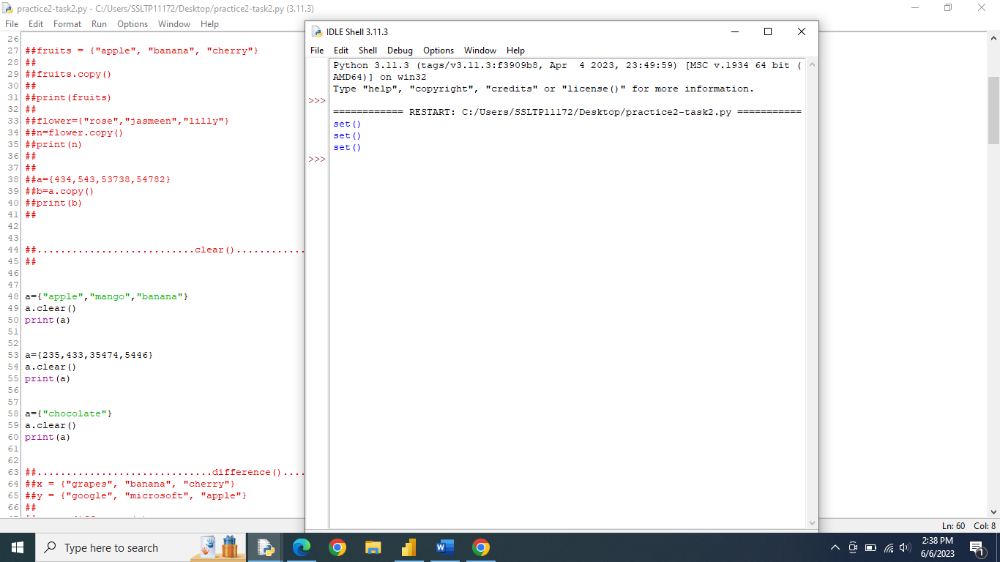 practice2-task2.py - C:/Users/SSLTP11172/Desktop/practice2-task2.py (3.11.3)
File Edit Format Run Options Window Help
26
27 ##fruits = {"apple", "banana", "cherry"}
28 ##
29 ##fruits.copy()
30 ##
31 ##print(fruits)
32 ##
33 ##flower={"rose","jasmeen","lilly"}
34 ##n=flower.copy()
35 ##print(n)
36 ##
37 ##
38 ##a={434,543,53738,54782}
39 ##b=a.copy()
40 ##print(b)
41 ##
42
43
44 ##...........................clear()............
45 ##
46
47
48 a={"apple","mango","banana"}
49 a.clear()
50 print(a)
51
52
53 a={235,433,35474,5446}
54 a.clear()
55 print(a)
56
57
58 a={"chocolate"}
59 a.clear()
60 print(a)
61
62
63 ##..............................difference()....
64 ##x = {"grapes", "banana", "cherry"}
65 ##y = {"google", "microsoft", "apple"}
66 ##
IDLE Shell 3.11.3
File Edit Shell Debug Options Window Help
Python 3.11.3 (tags/v3.11.3:f3909b8, Apr  4 2023, 23:49:59) [MSC v.1934 64 bit (
AMD64)] on win32
Type "help", "copyright", "credits" or "license()" for more information.
>>>
============ RESTART: C:/Users/SSLTP11172/Desktop/practice2-task2.py ===========
set()
set()
set()
>>>
Ln: 60 Col: 8
Type here to search
2:38 PM
6/6/2023
1